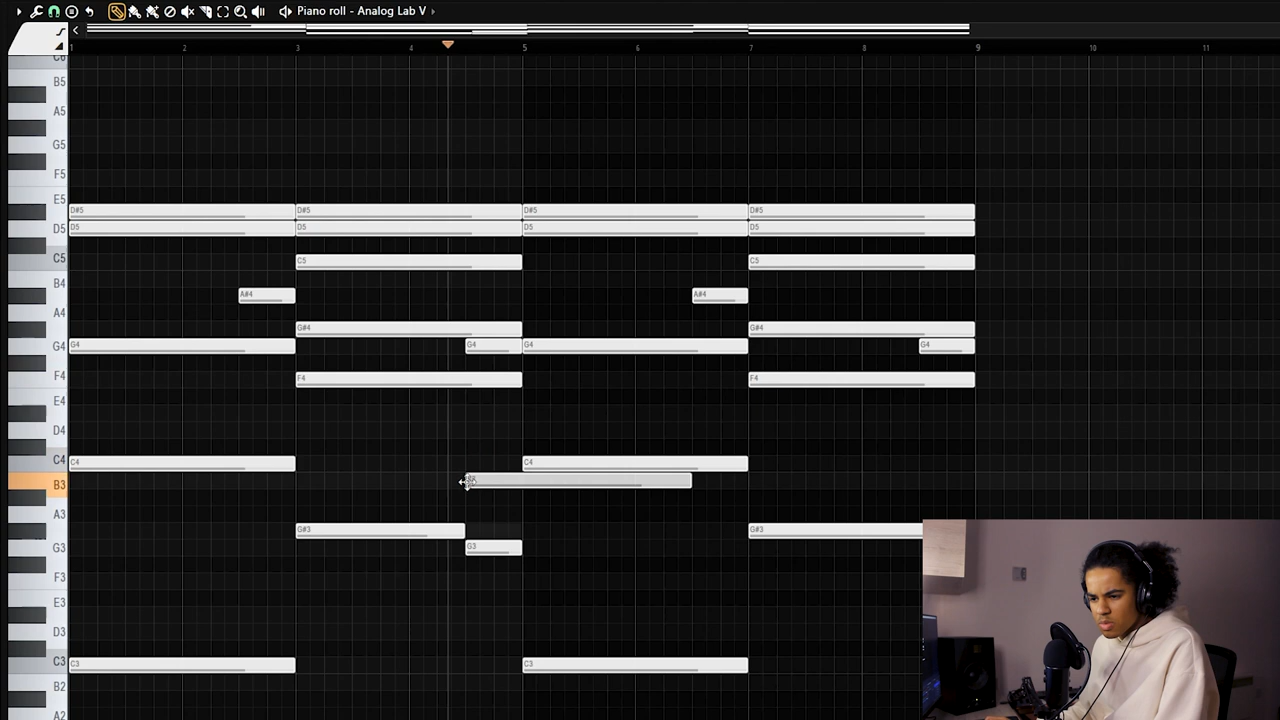 Piano roll - Analog Lab V
1 2 3 4 5 6 7 8 9 10 11
C6
B5
A5
G5
F5
E5
D#5 D#5 D#5 D#5
D5 D5 D5 D5 D5
C5 C5 C5
B4
A#4 A#4
A4
G#4 G#4
G4 G4 G4 G4 G4
F4 F4 F4
E4
D4
C4 C4 C4
B3
A3
G#3 G#3
G3 G3
F3
E3
D3
C3 C3 C3
B2
A2